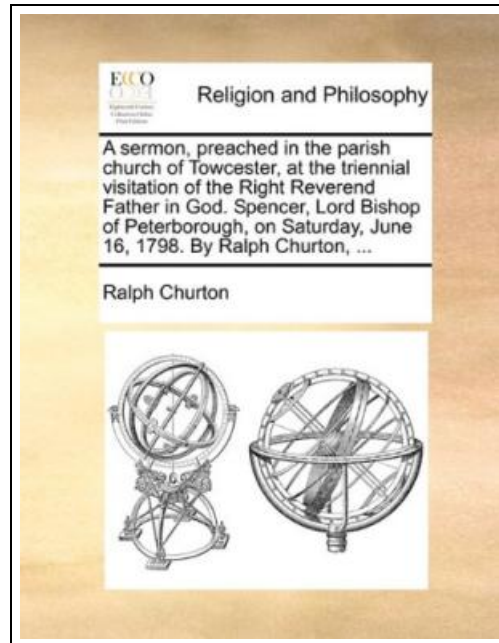 ECCO
Religion and Philosophy
A sermon, preached in the parish
church of Towcester, at the triennial
visitation of the Right Reverend
Father in God. Spencer, Lord Bishop
of Peterborough, on Saturday, June
16, 1798. By Ralph Churton, ...
Ralph Churton